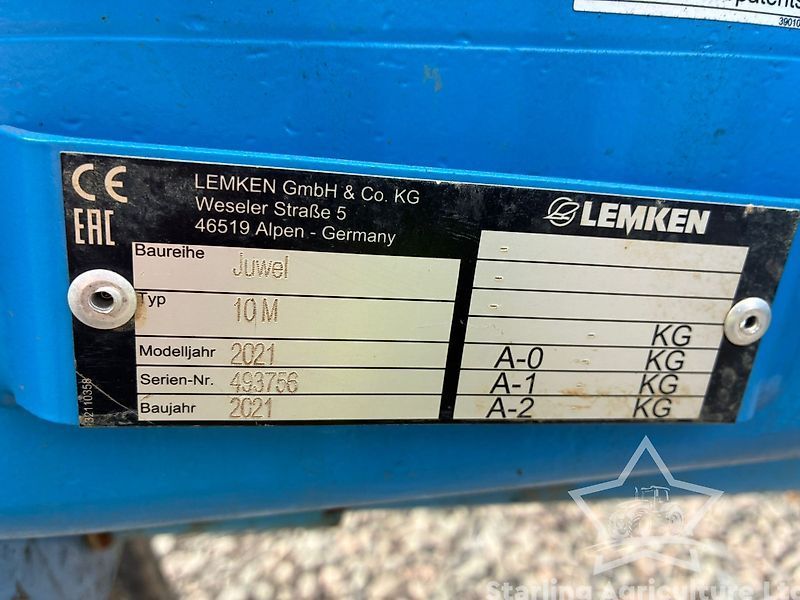 patents
CE
EAC
LEMKEN GmbH & Co. KG
Weseler Straße 5
46519 Alpen - Germany
LEMKEN
Baureihe Juwel
Typ 10 M
Modelljahr 2021
Serien-Nr. 493756
Baujahr 2021
-
-
- KG
A-0 - KG
A-1 - KG
A-2 - KG
Starling Agriculture Ltd